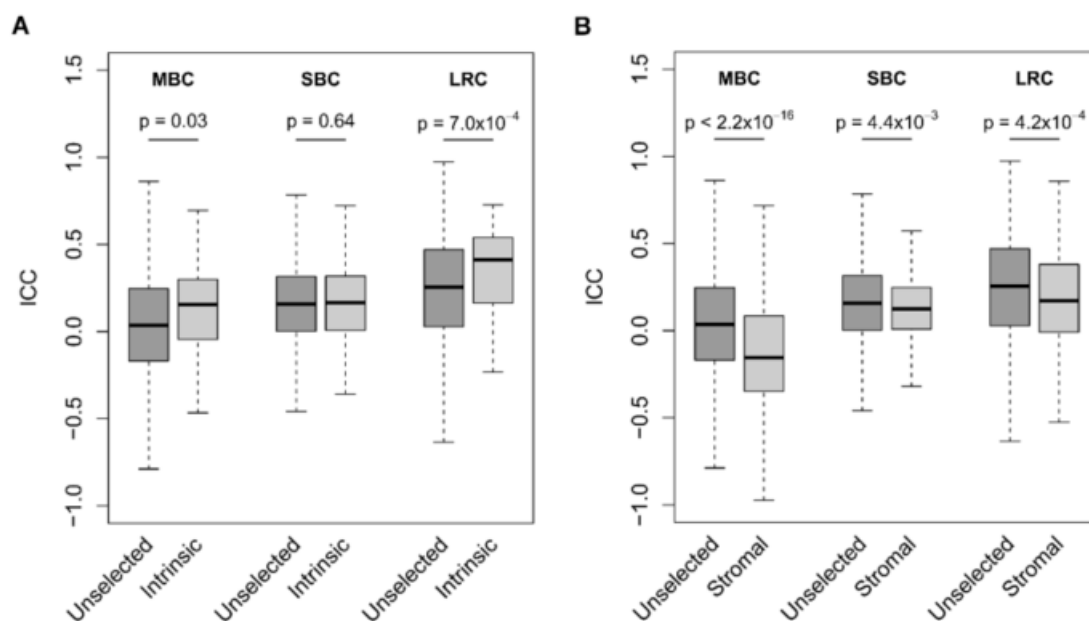 A
MBC SBC LRC
p = 0.03 p = 0.64 p = 7.0x10⁻⁴
ICC
1.5
1.0
0.5
0.0
−0.5
−1.0
Unselected Intrinsic Unselected Intrinsic Unselected Intrinsic
B
MBC SBC LRC
p < 2.2x10⁻¹⁶ p = 4.4x10⁻³ p = 4.2x10⁻⁴
ICC
1.5
1.0
0.5
0.0
−0.5
−1.0
Unselected Stromal Unselected Stromal Unselected Stromal